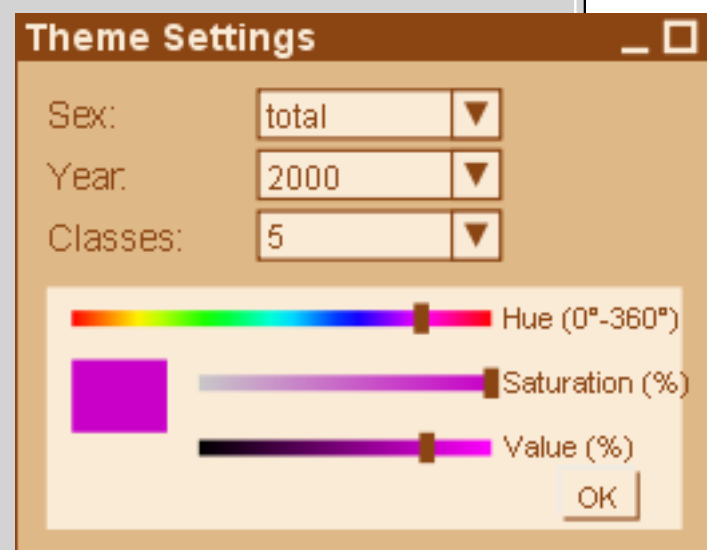 Theme Settings
Sex: total
Year: 2000
Classes: 5
Hue (0°-360°)
Saturation (%)
Value (%)
OK